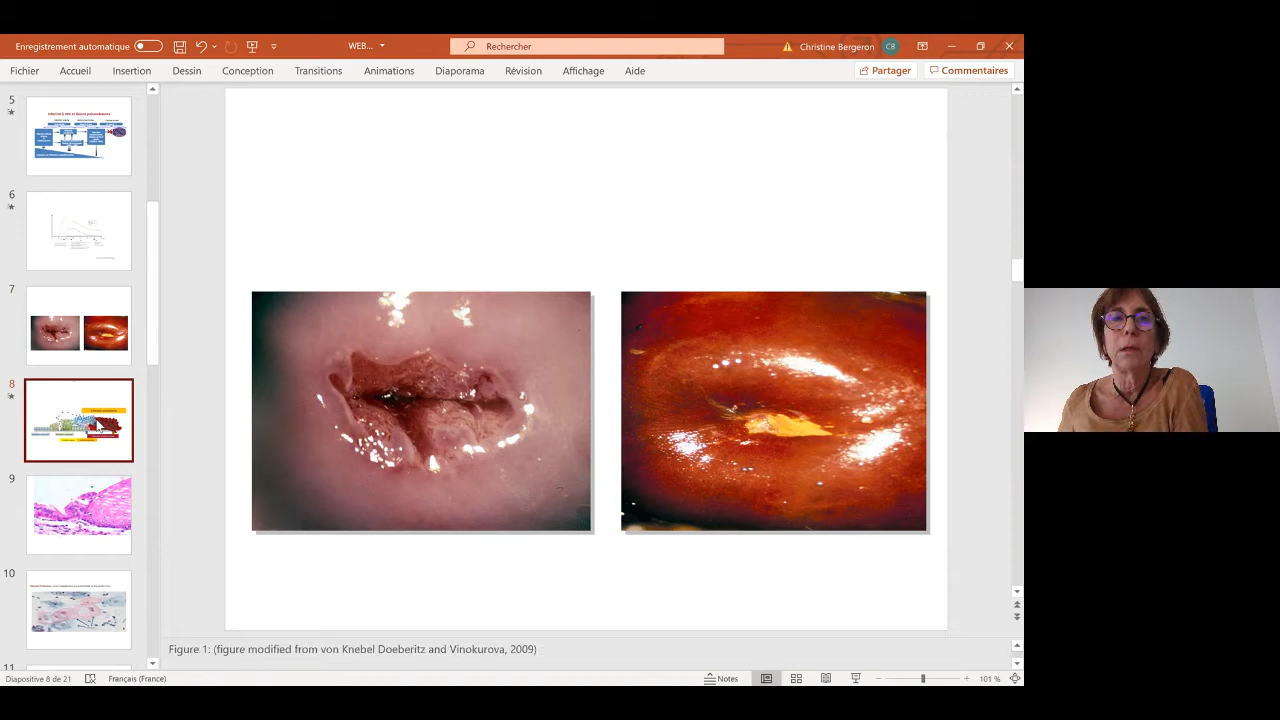 Enregistrement automatique
WEB...
Rechercher
Christine Bergeron
CB
Fichier
Accueil
Insertion
Dessin
Conception
Transitions
Animations
Diaporama
Révision
Affichage
Aide
Partager
Commentaires
5
6
7
8
9
10
11
Figure 1: (figure modified from von Knebel Doeberitz and Vinokurova, 2009)
Diapositive 8 de 21
Français (France)
Notes
101 %